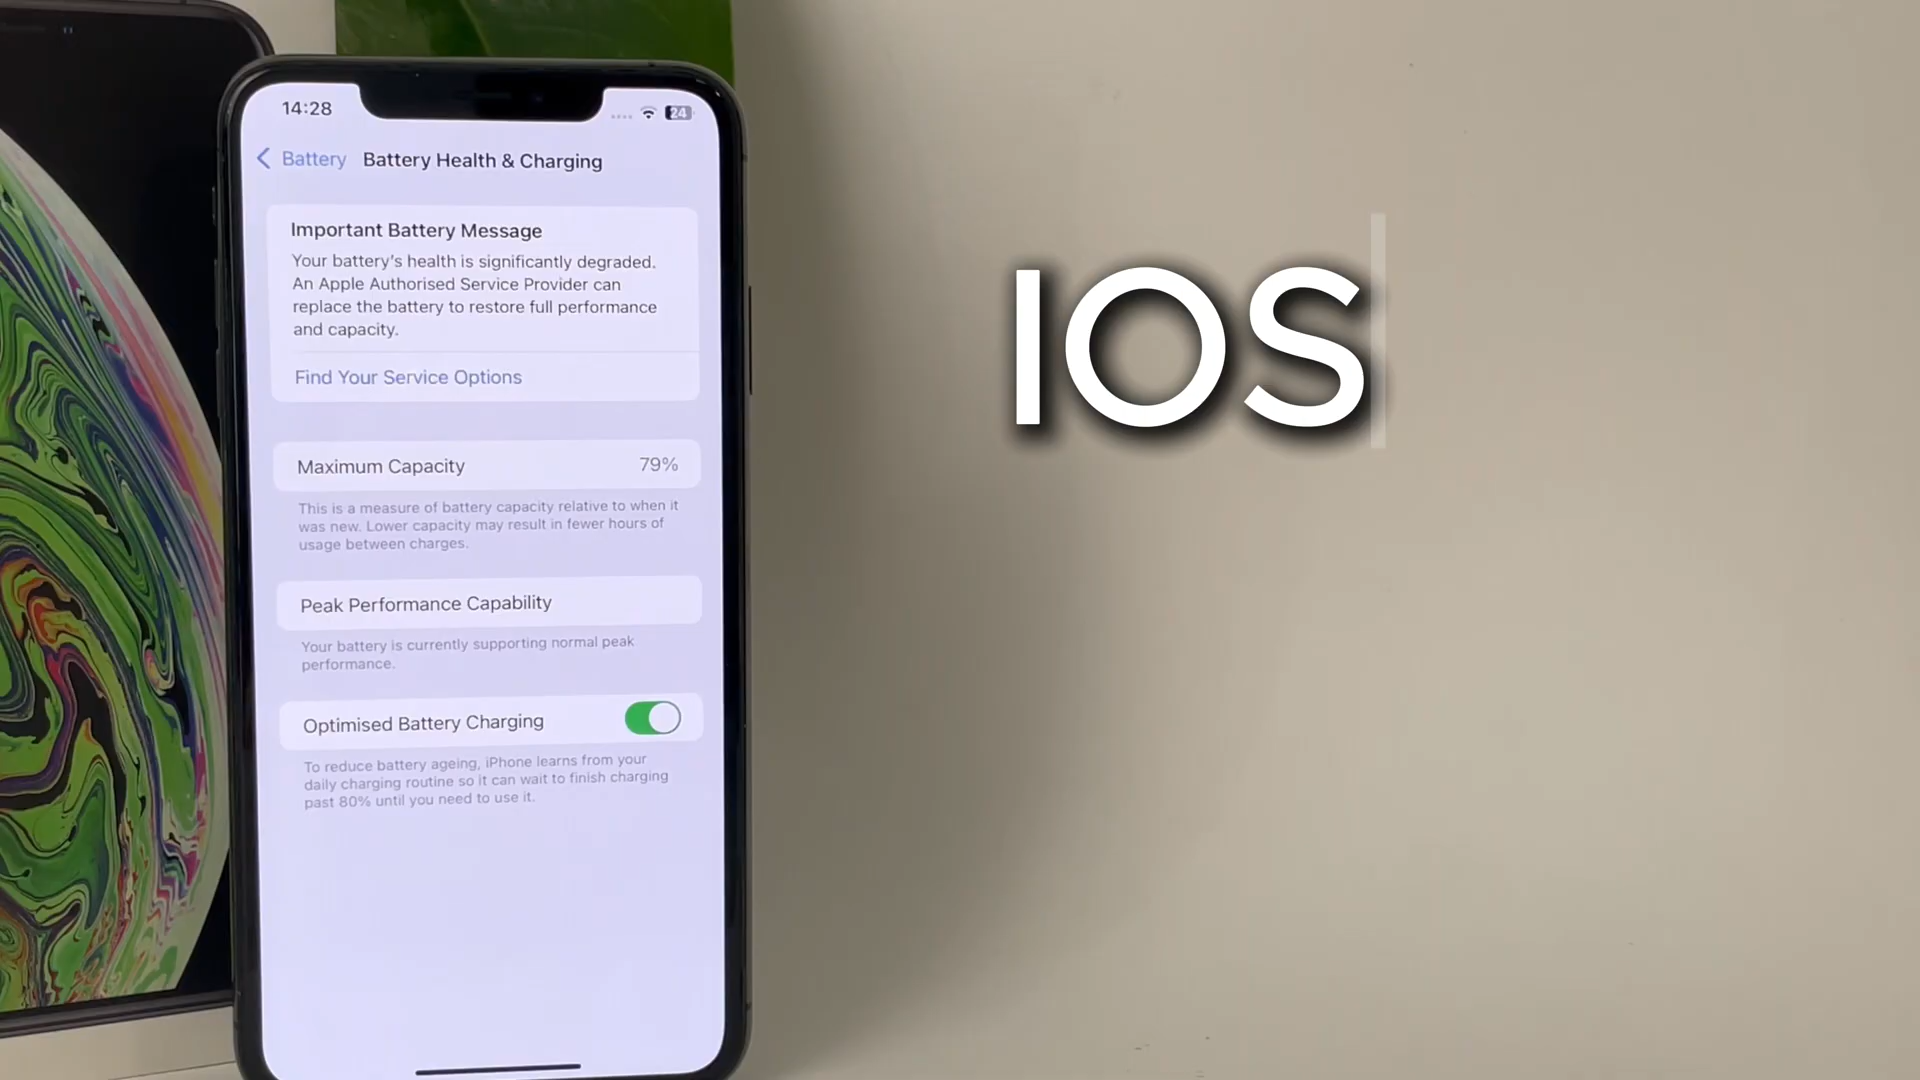 14:28
24
Battery
Battery Health & Charging
Important Battery Message
Your battery's health is significantly degraded.
An Apple Authorised Service Provider can
replace the battery to restore full performance
and capacity.
Find Your Service Options
Maximum Capacity 79%
This is a measure of battery capacity relative to when it
was new. Lower capacity may result in fewer hours of
usage between charges.
Peak Performance Capability
Your battery is currently supporting normal peak
performance.
Optimised Battery Charging
To reduce battery ageing, iPhone learns from your
daily charging routine so it can wait to finish charging
past 80% until you need to use it.
IOS